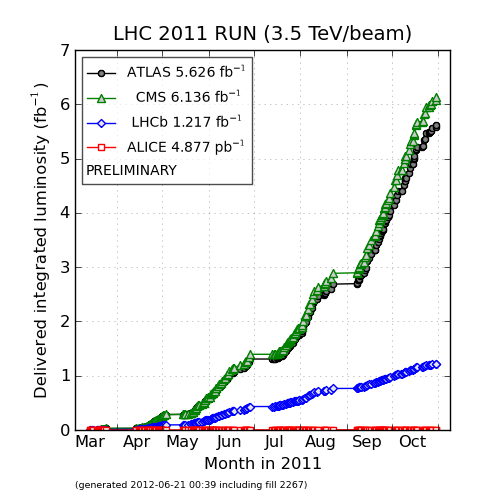 LHC 2011 RUN (3.5 TeV/beam)
ATLAS 5.626 fb⁻¹
CMS 6.136 fb⁻¹
LHCb 1.217 fb⁻¹
ALICE 4.877 pb⁻¹
PRELIMINARY
Delivered integrated luminosity (fb⁻¹)
7
6
5
4
3
2
1
0
Mar Apr May Jun Jul Aug Sep Oct
Month in 2011
(generated 2012-06-21 00:39 including fill 2267)